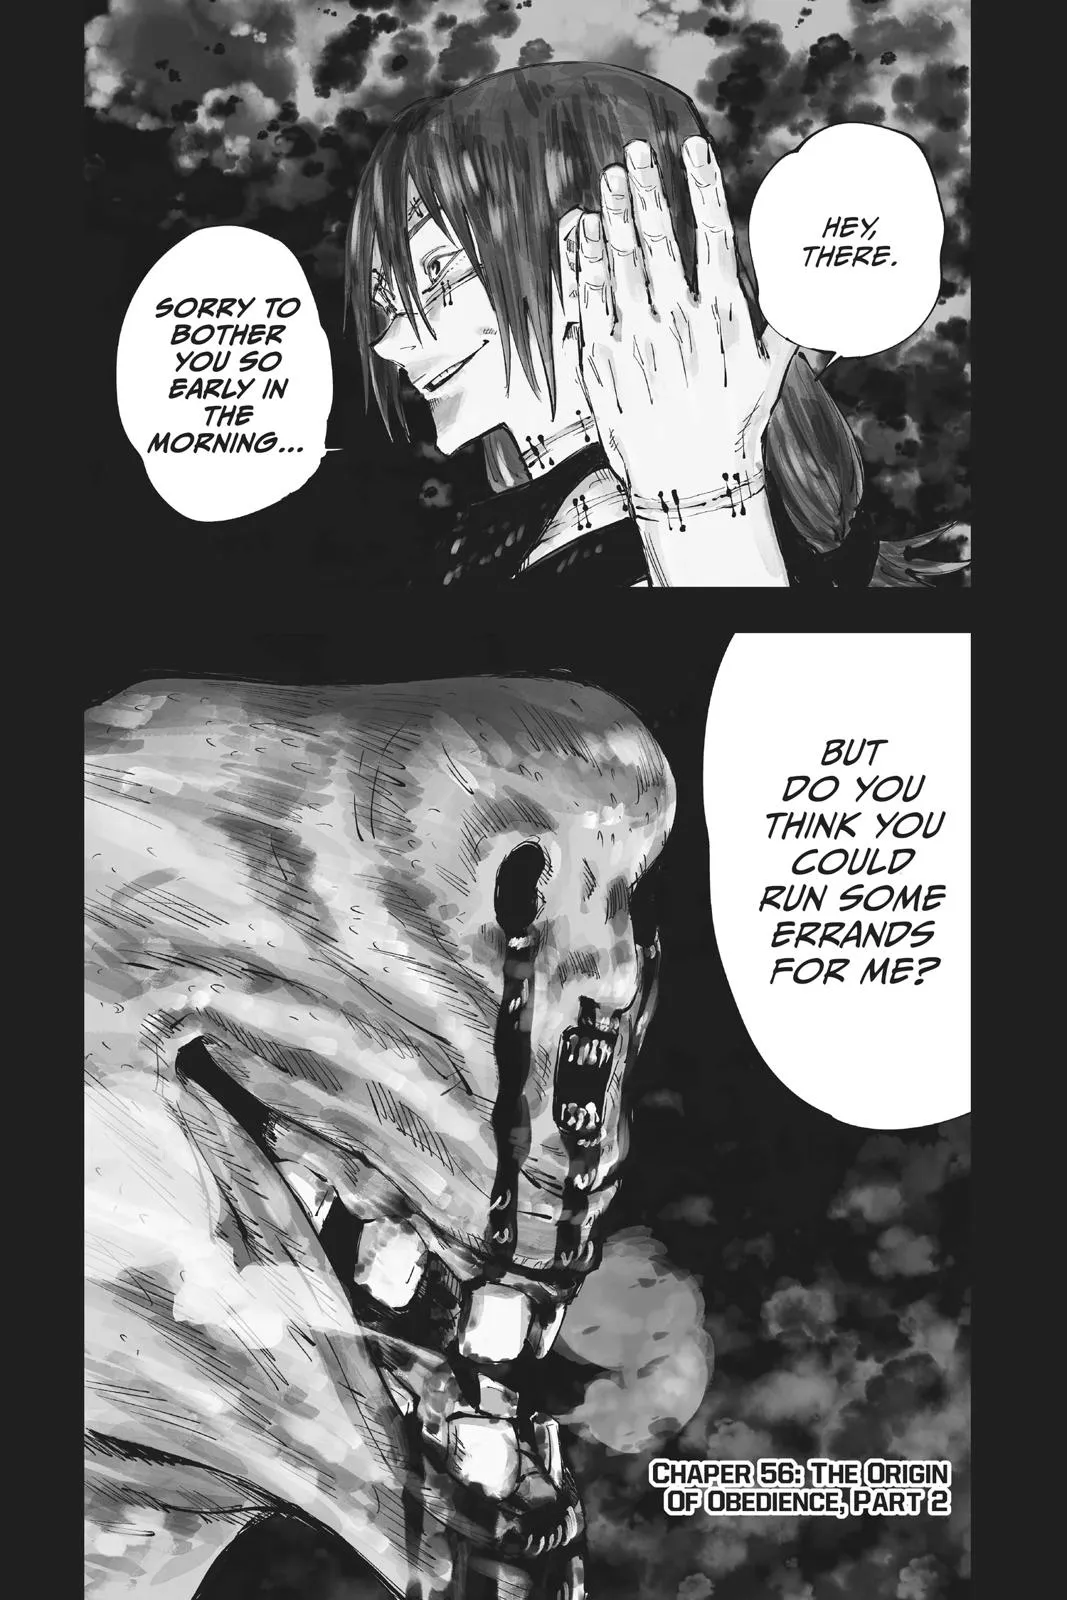 HEY,
THERE.
SORRY TO
BOTHER
YOU SO
EARLY IN
THE
MORNING...
BUT
DO YOU
THINK YOU
COULD
RUN SOME
ERRANDS
FOR ME?
CHAPER 56: THE ORIGIN
OF OBEDIENCE, PART 2